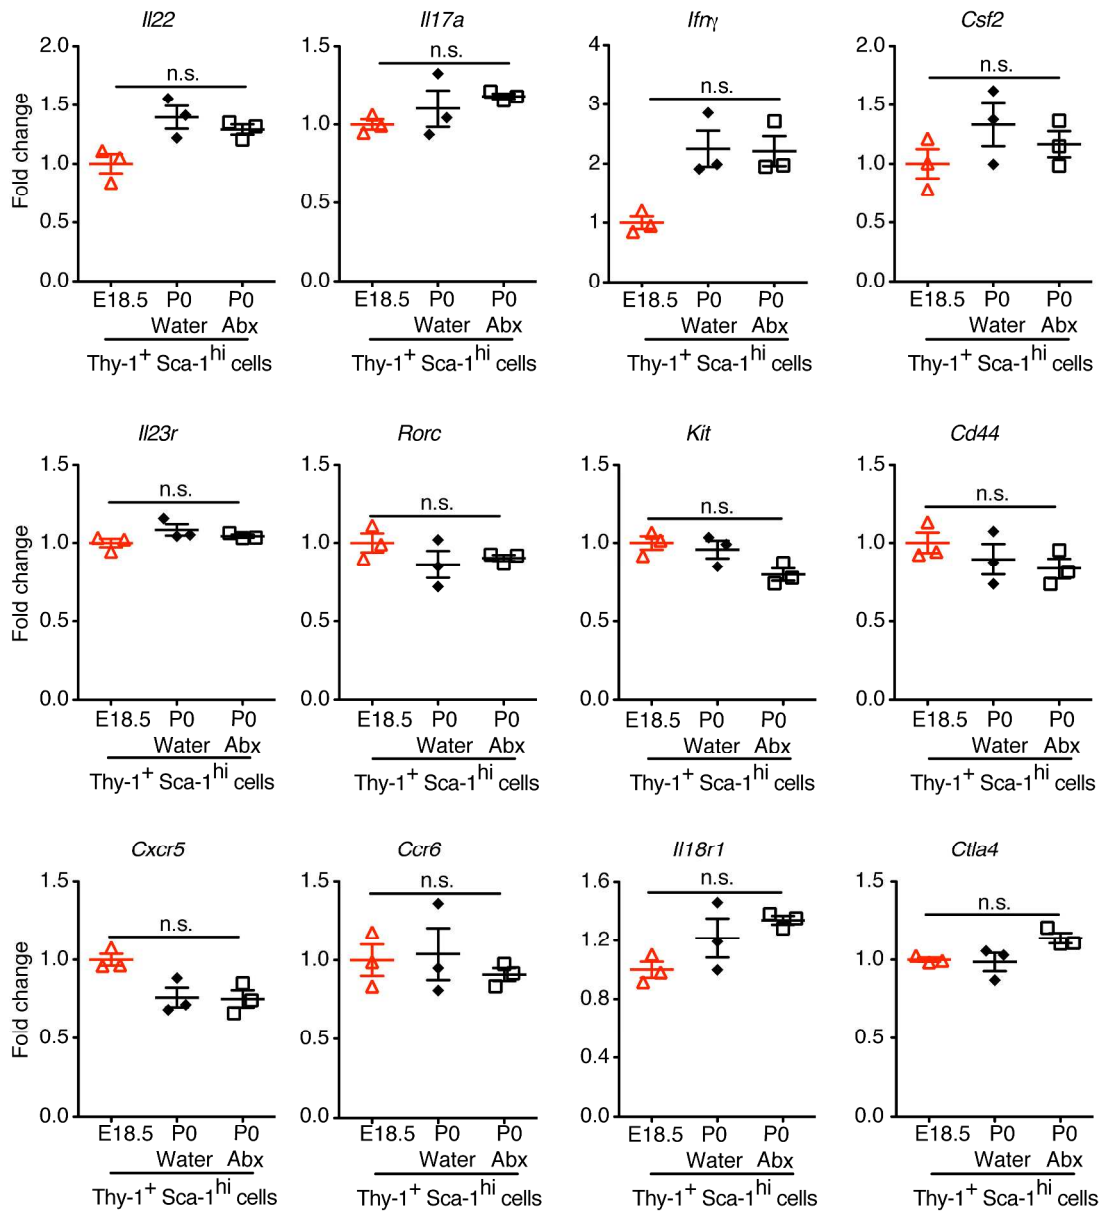 Il22 Il17a Ifnγ Csf2
2.0 1.5 4 2.0
n.s. n.s. n.s. n.s.
Fold change
1.5 1.0 3 1.5
1.0 0.5 2 1.0
0.5 0.0 1 0.5
0.0 0 0.0
E18.5 P0 P0 E18.5 P0 P0 E18.5 P0 P0 E18.5 P0 P0
Water Abx Water Abx Water Abx Water Abx
Thy-1+ Sca-1hi cells Thy-1+ Sca-1hi cells Thy-1+ Sca-1hi cells Thy-1+ Sca-1hi cells
Il23r Rorc Kit Cd44
1.5 1.5 1.5 1.5
n.s. n.s. n.s. n.s.
Fold change
1.0 1.0 1.0 1.0
0.5 0.5 0.5 0.5
0.0 0.0 0.0 0.0
E18.5 P0 P0 E18.5 P0 P0 E18.5 P0 P0 E18.5 P0 P0
Water Abx Water Abx Water Abx Water Abx
Thy-1+ Sca-1hi cells Thy-1+ Sca-1hi cells Thy-1+ Sca-1hi cells Thy-1+ Sca-1hi cells
Cxcr5 Ccr6 Il18r1 Ctla4
1.5 1.5 1.6 1.5
n.s. n.s. n.s. n.s.
Fold change
1.0 1.0 1.2 1.0
0.5 0.5 0.8 0.5
0.0 0.0 0.4 0.0
0.0
E18.5 P0 P0 E18.5 P0 P0 E18.5 P0 P0 E18.5 P0 P0
Water Abx Water Abx Water Abx Water Abx
Thy-1+ Sca-1hi cells Thy-1+ Sca-1hi cells Thy-1+ Sca-1hi cells Thy-1+ Sca-1hi cells